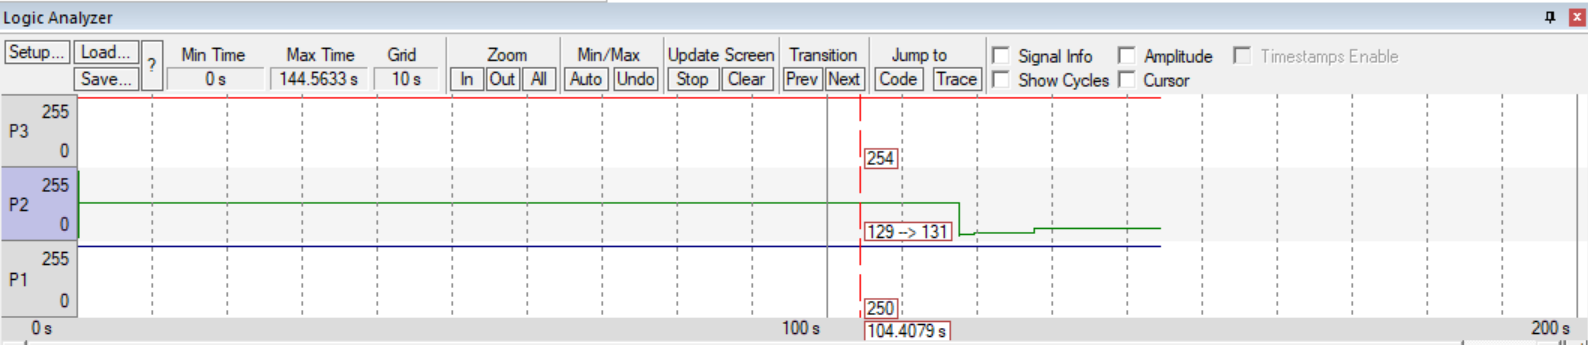 Logic Analyzer
Setup... Load... ? Min Time Max Time Grid Zoom Min/Max Update Screen Transition Jump to Signal Info Amplitude Timestamps Enable
Save... 0 s 144.5633 s 10 s In Out All Auto Undo Stop Clear Prev Next Code Trace Show Cycles Cursor
255
P3
0 254
255
P2
0 129 --> 131
255
P1
0 250
0 s 100 s 104.4079 s 200 s